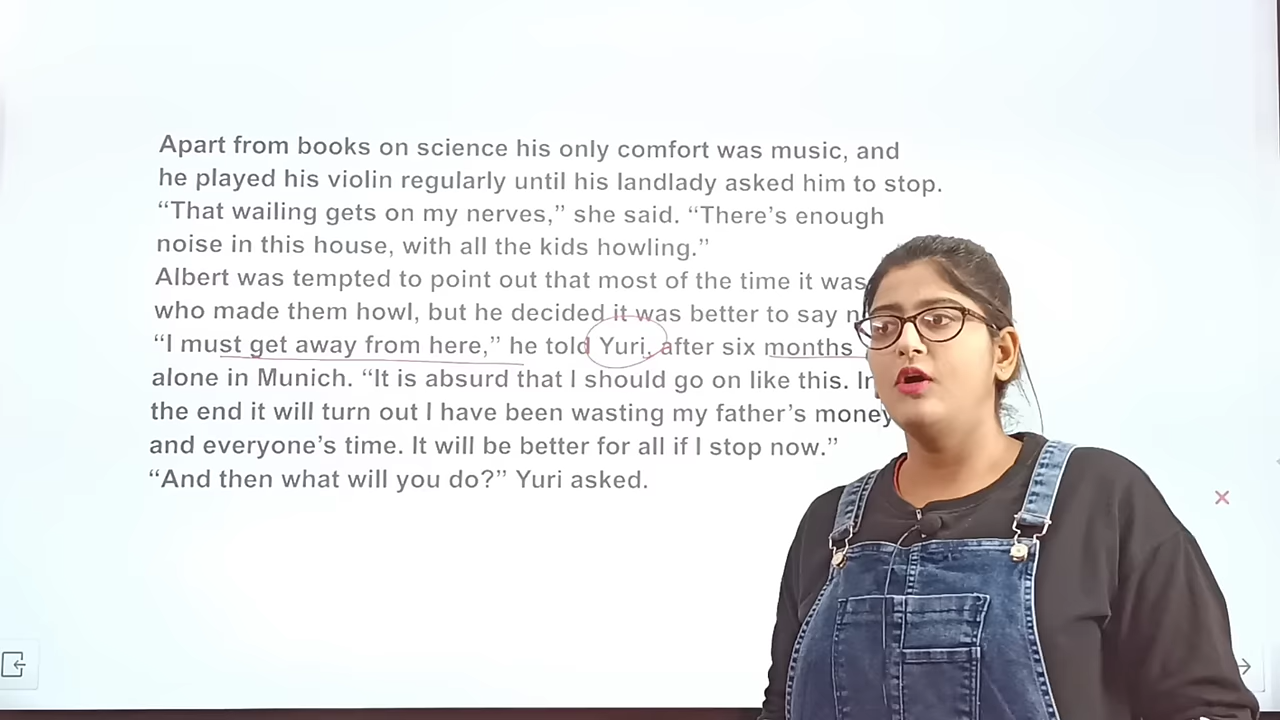 Apart from books on science his only comfort was music, and
he played his violin regularly until his landlady asked him to stop.
“That wailing gets on my nerves,” she said. “There’s enough
noise in this house, with all the kids howling.”
Albert was tempted to point out that most of the time it was
who made them howl, but he decided it was better to say
“I must get away from here,” he told Yuri, after six months
alone in Munich. “It is absurd that I should go on like this. In
the end it will turn out I have been wasting my father’s money
and everyone’s time. It will be better for all if I stop now.”
“And then what will you do?” Yuri asked.